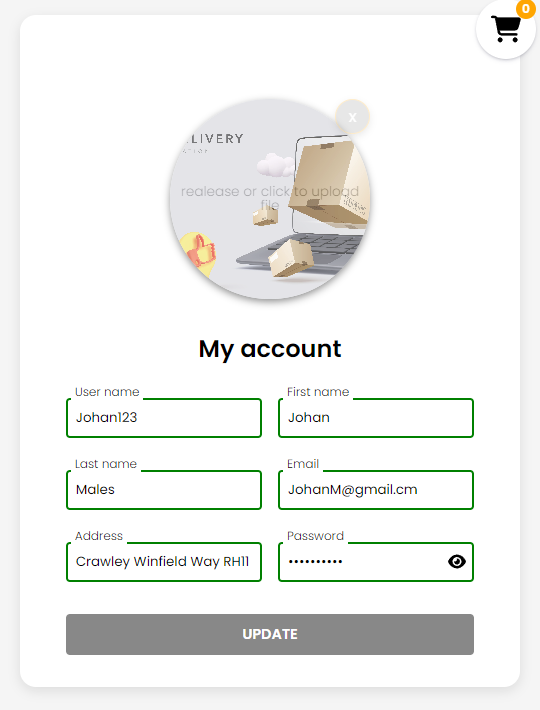 0
x
LIVERY
realease or click to upload
file
My account
User name
First name
Johan123
Johan
Last name
Email
Males
JohanM@gmail.cm
Address
Password
Crawley Winfield Way RH11
••••••••••
UPDATE